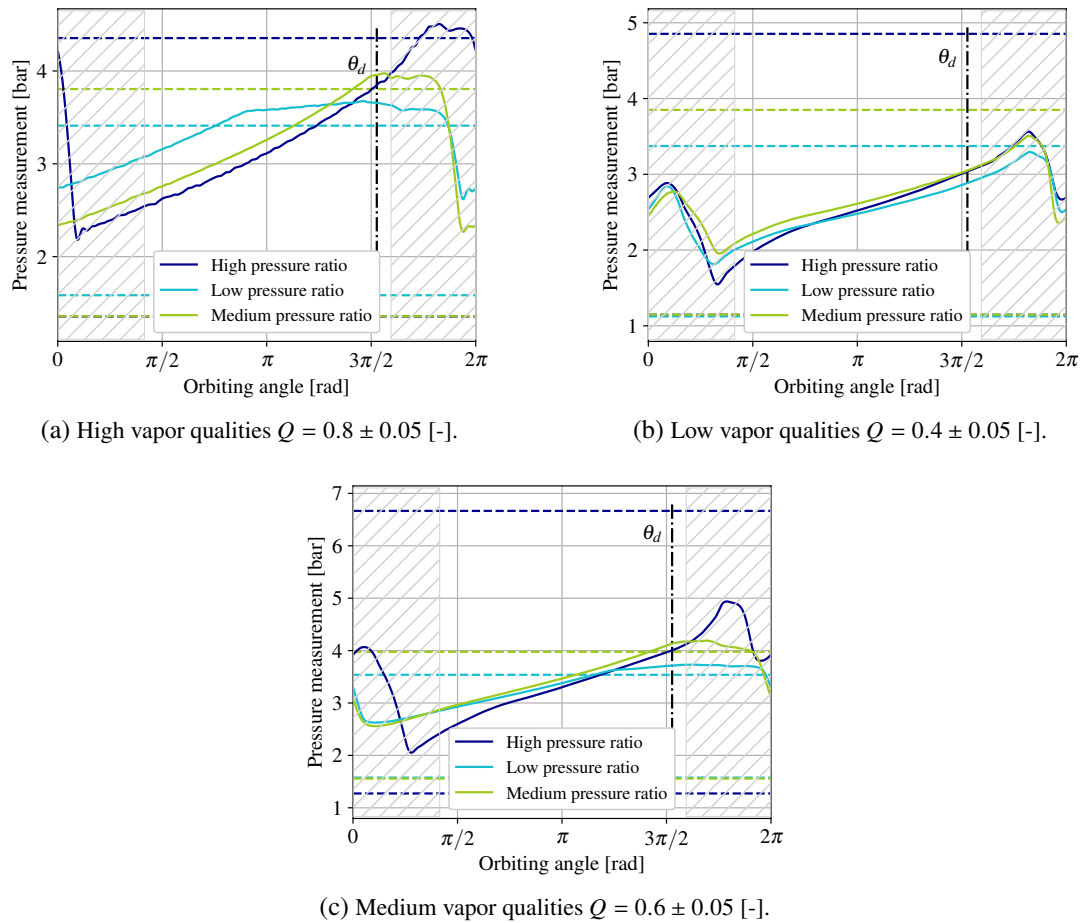 4
3
2
Pressure measurement [bar]
θd
High pressure ratio
Low pressure ratio
Medium pressure ratio
0 π/2 π 3π/2 2π
Orbiting angle [rad]
(a) High vapor qualities Q = 0.8 ± 0.05 [-].
5
4
3
2
1
Pressure measurement [bar]
θd
High pressure ratio
Low pressure ratio
Medium pressure ratio
0 π/2 π 3π/2 2π
Orbiting angle [rad]
(b) Low vapor qualities Q = 0.4 ± 0.05 [-].
7
6
5
4
3
2
1
Pressure measurement [bar]
θd
High pressure ratio
Low pressure ratio
Medium pressure ratio
0 π/2 π 3π/2 2π
Orbiting angle [rad]
(c) Medium vapor qualities Q = 0.6 ± 0.05 [-].